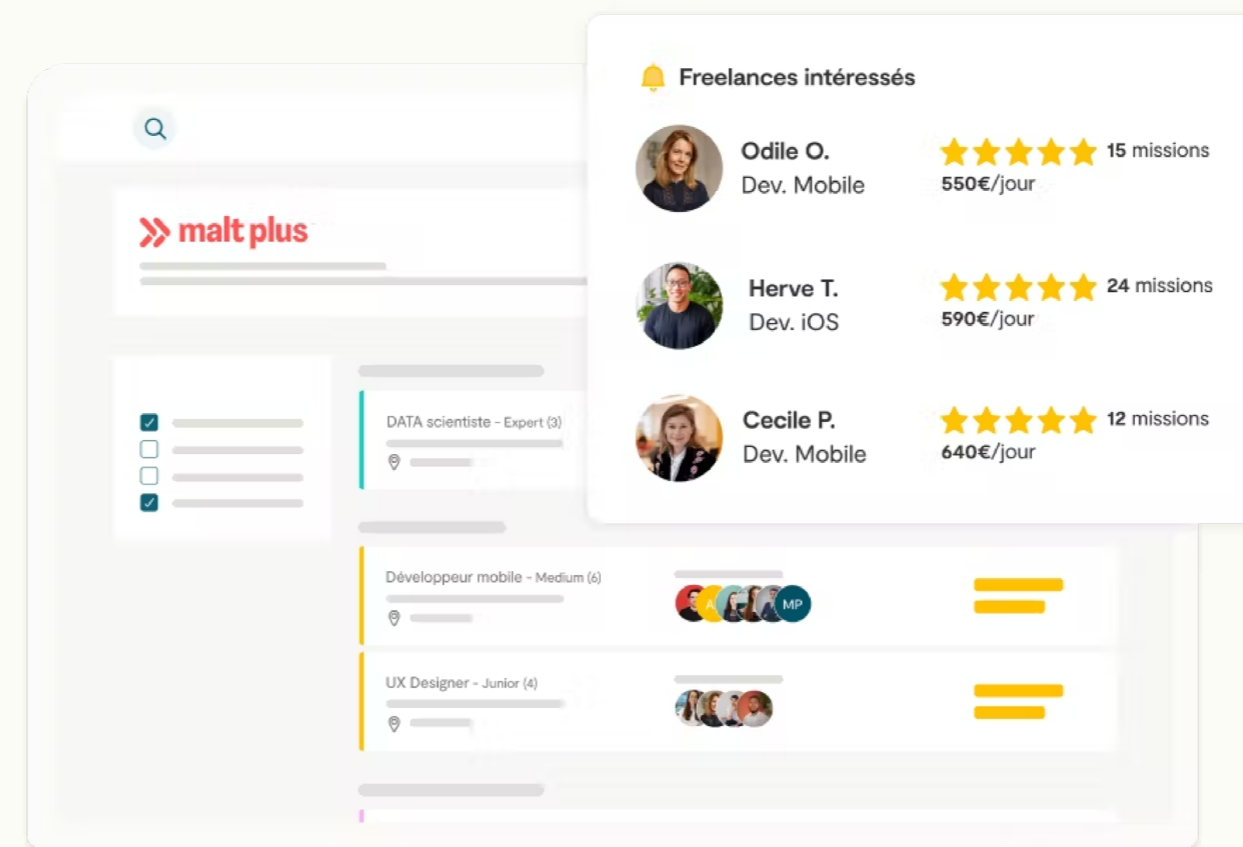 Freelances intéressés
Odile O.
Dev. Mobile
15 missions
550€/jour
Herve T.
Dev. iOS
24 missions
590€/jour
Cecile P.
Dev. Mobile
12 missions
640€/jour
malt plus
DATA scientiste - Expert (3)
Développeur mobile - Medium (6)
A
MP
UX Designer - Junior (4)